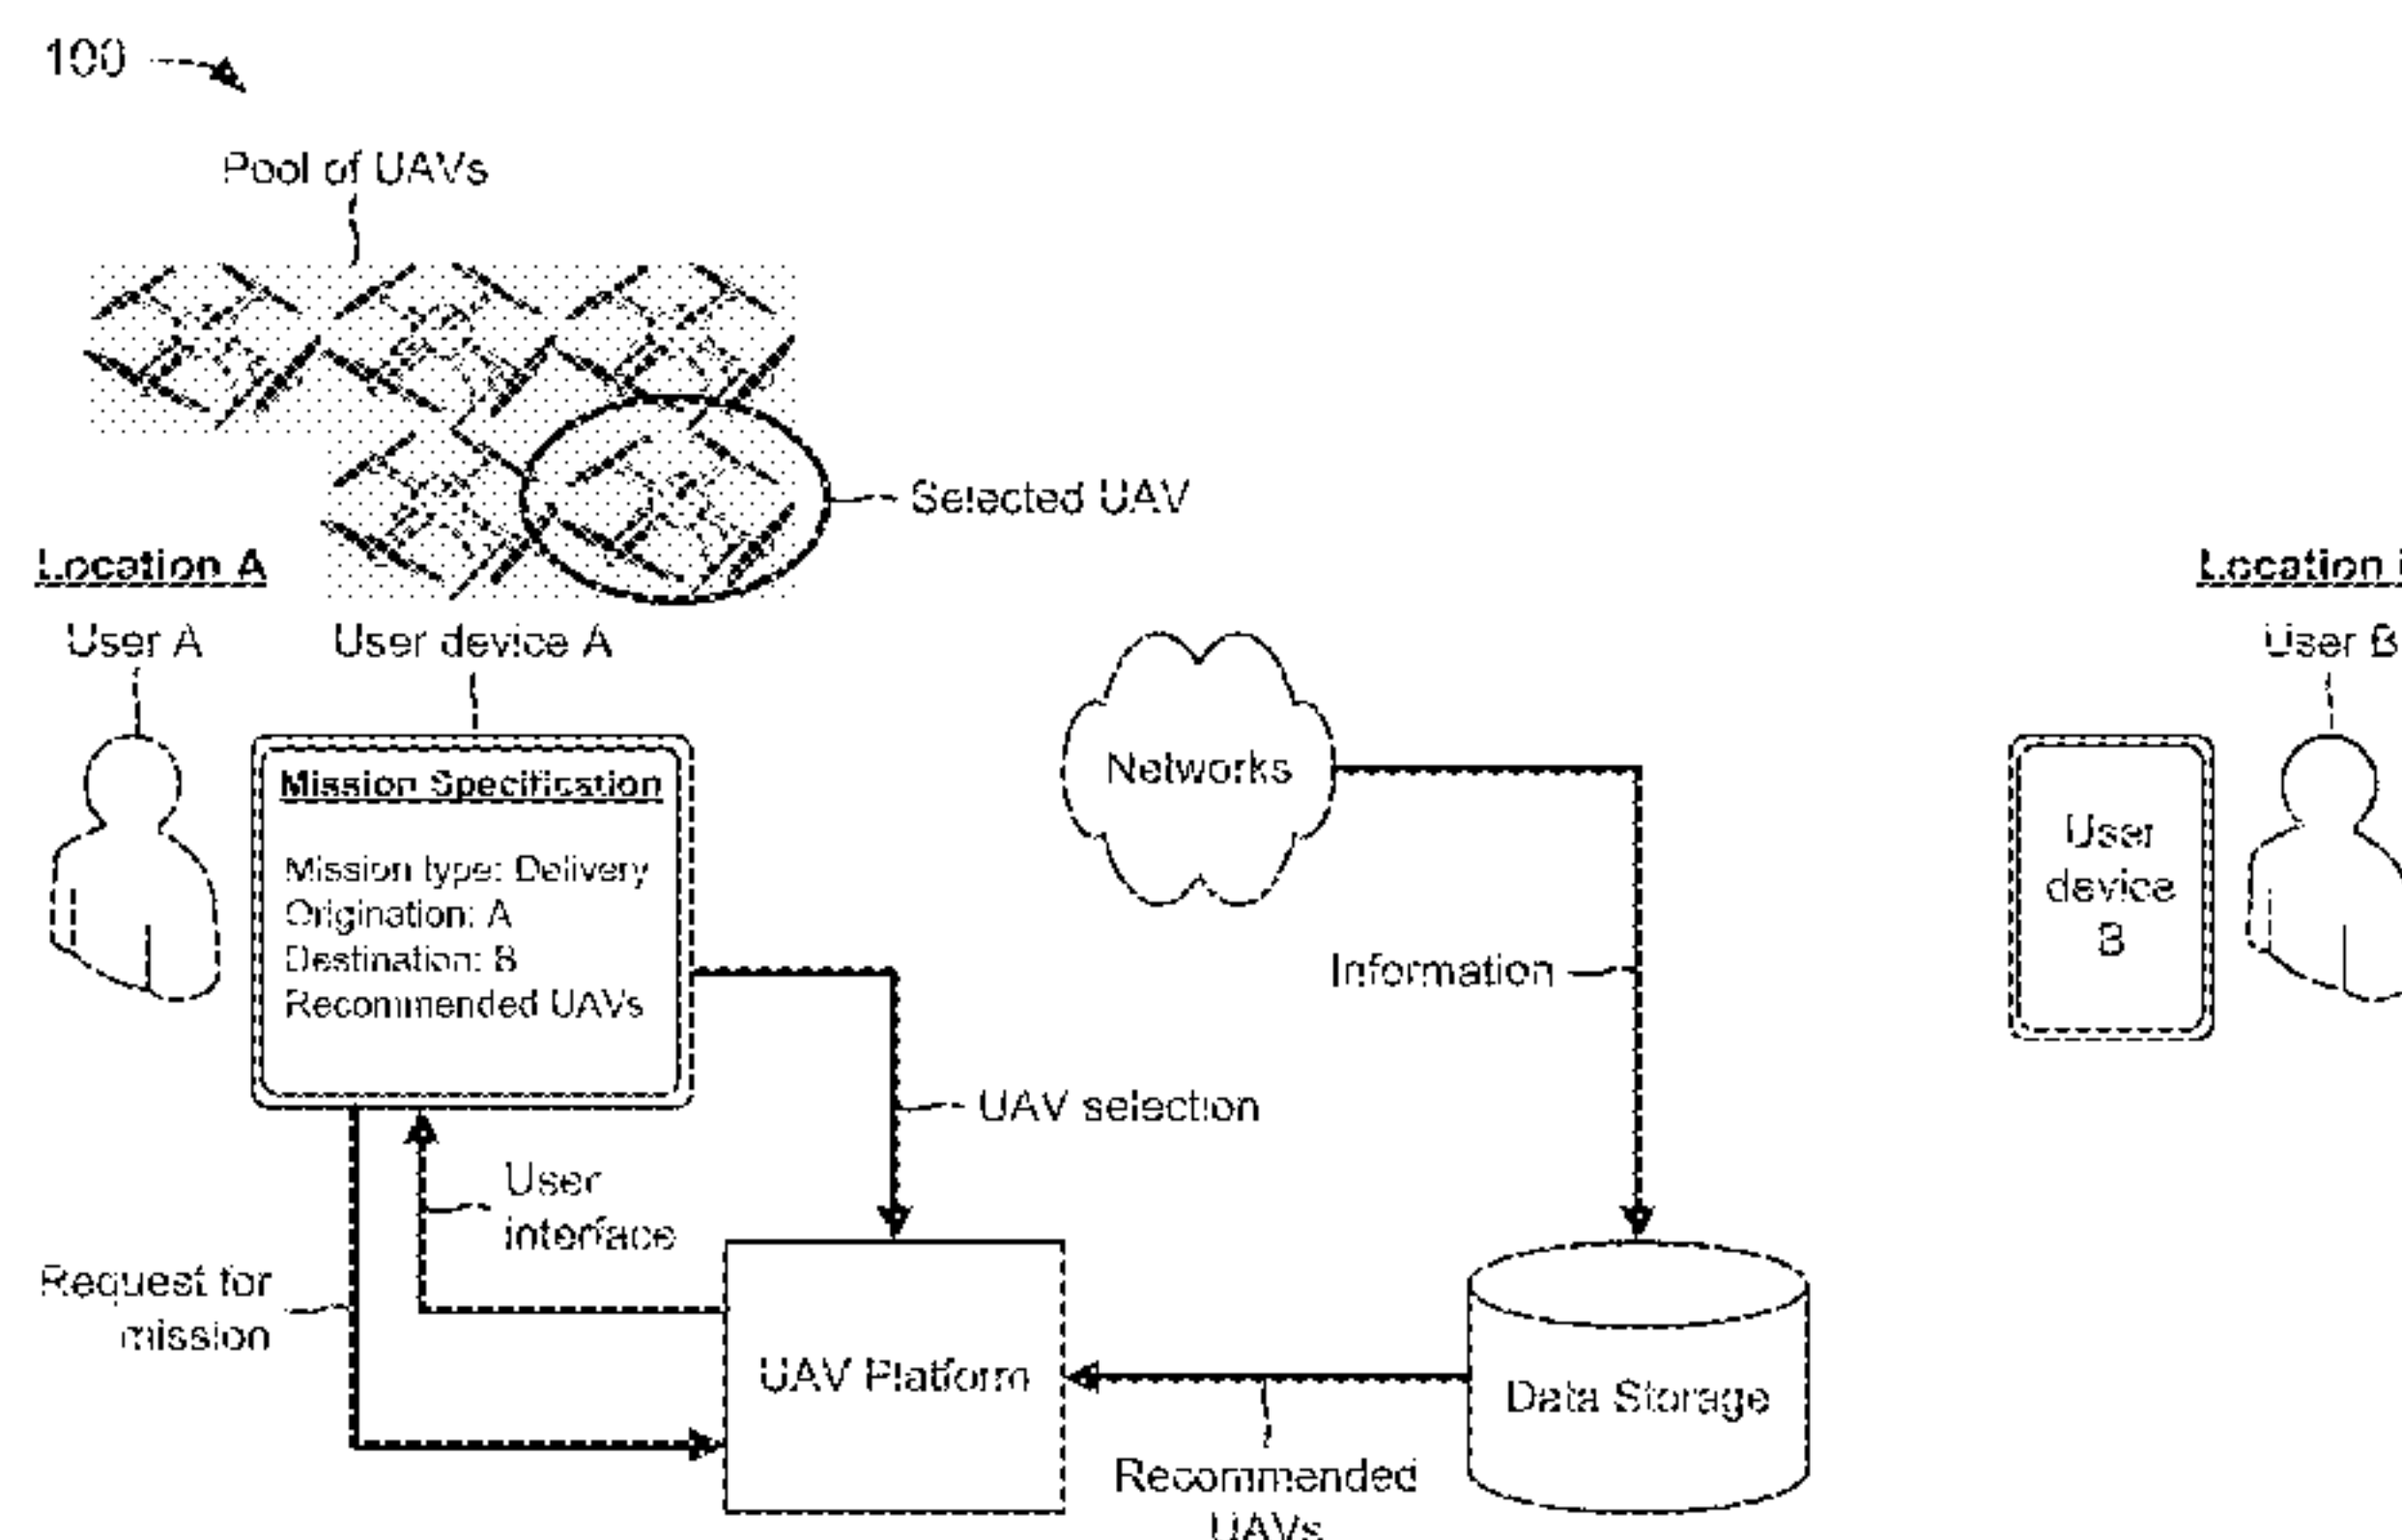 100
Pool of UAVs
Selected UAV
Location A
Location
User A
User device A
User B
Mission Specification
Mission type: Delivery
Origination: A
Destination: B
Recommended UAVs
Networks
User
device
B
Information
UAV selection
User
interface
Request for
mission
UAV Platform
Data Storage
Recommended
UAVs